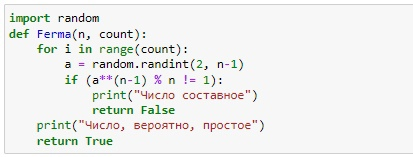 import random
def Ferma(n, count):
    for i in range(count):
        a = random.randint(2, n-1)
        if (a**(n-1) % n != 1):
            print("Число составное")
            return False
    print("Число, вероятно, простое")
    return True